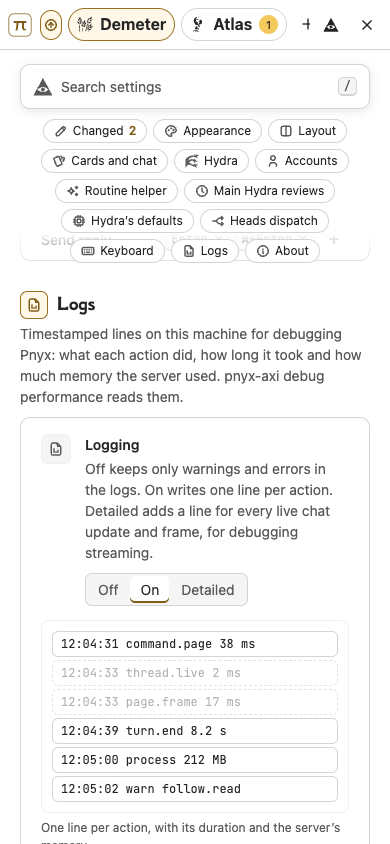 π Demeter Atlas 1
Search settings /
Changed 2 Appearance Layout
Cards and chat Hydra Accounts
Routine helper Main Hydra reviews
Hydra's defaults Heads dispatch
Keyboard Logs About
Logs
Timestamped lines on this machine for debugging
Pnyx: what each action did, how long it took and how
much memory the server used. pnyx-axi debug
performance reads them.
Logging
Off keeps only warnings and errors in
the logs. On writes one line per action.
Detailed adds a line for every live chat
update and frame, for debugging
streaming.
Off On Detailed
12:04:31 command.page 38 ms
12:04:33 thread.live 2 ms
12:04:33 page.frame 17 ms
12:04:39 turn.end 8.2 s
12:05:00 process 212 MB
12:05:02 warn follow.read
One line per action, with its duration and the server's